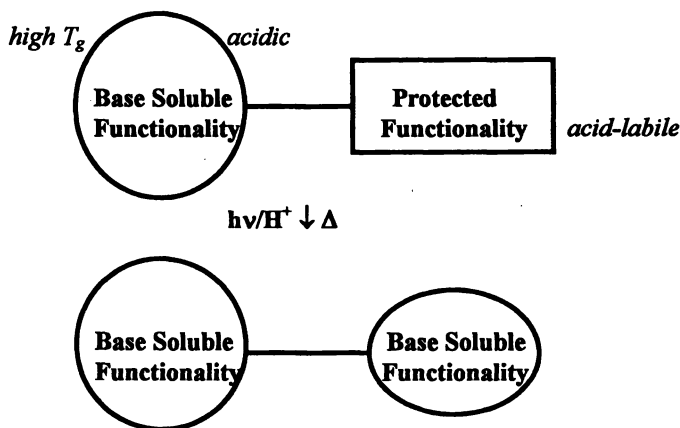 high Tg acidic
Base Soluble Protected
Functionality Functionality
acid-labile
hν/H⁺ ↓ Δ
Base Soluble Base Soluble
Functionality Functionality